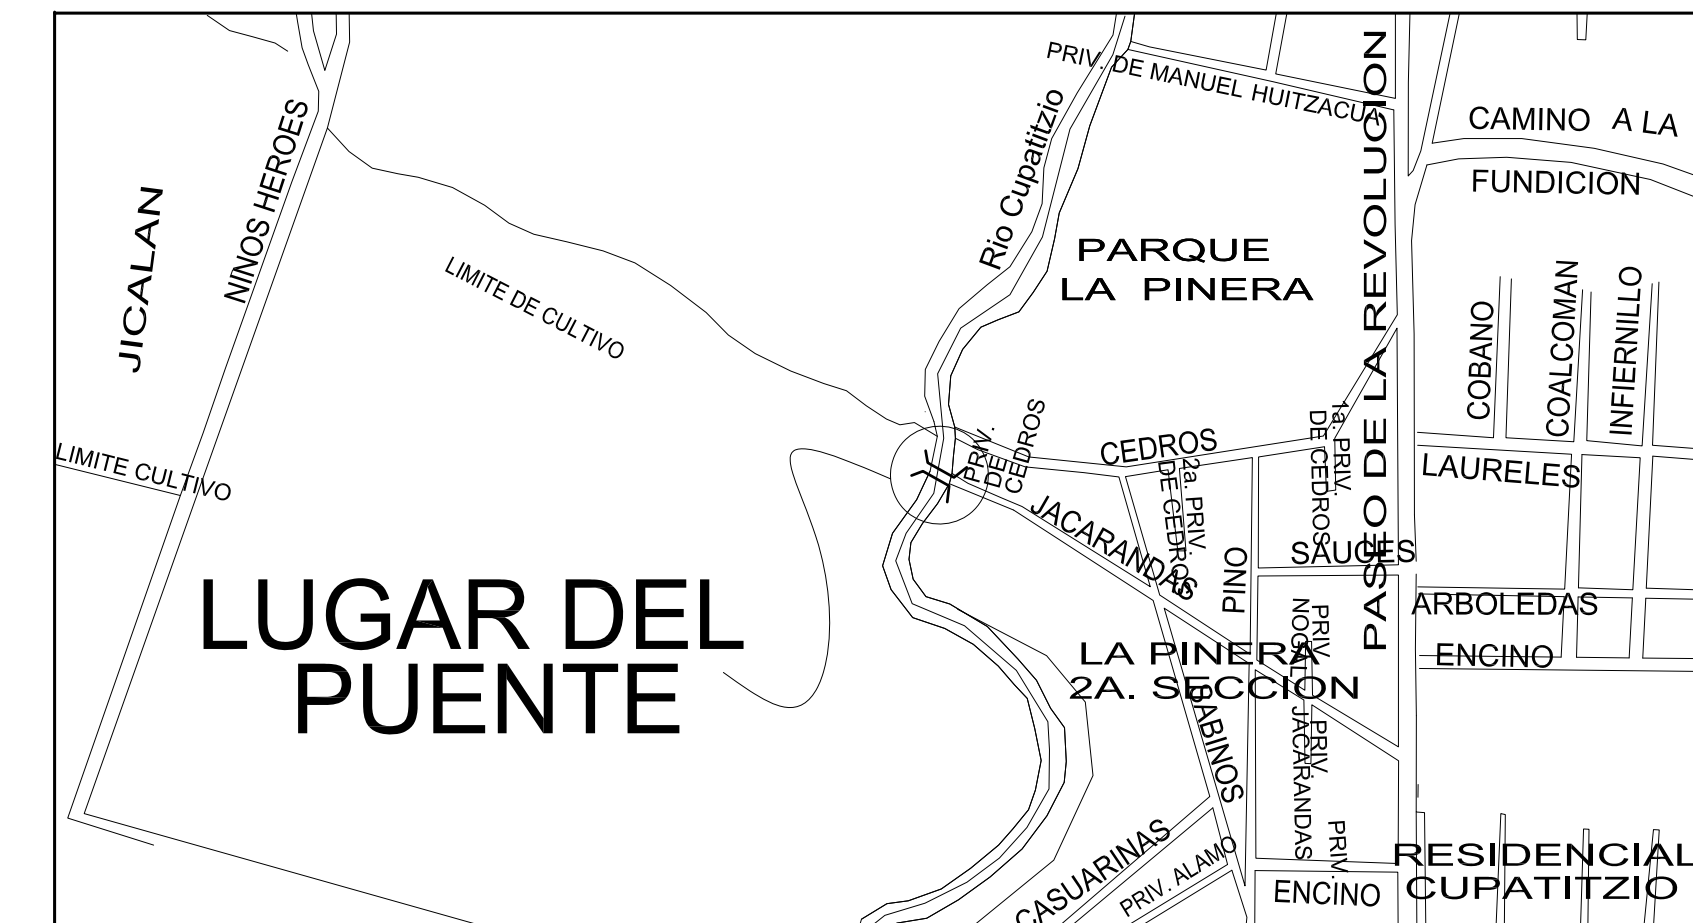 PRIV. DE MANUEL HUITZACUA
PASEO DE LA REVOLUCION
CAMINO A LA
FUNDICION
NINOS HEROES
JICALAN
Rio Cupatitzio
PARQUE
LA PINERA
LIMITE DE CULTIVO
COBANO
COALCOMAN
INFIERNILLO
LIMITE CULTIVO
PRIV.
DE
CEDROS
CEDROS
1a. PRIV.
DE CEDROS
2a. PRIV.
DE CEDROS
LAURELES
JACARANDAS
PINO
SAUCES
LUGAR DEL
PUENTE
ARBOLEDAS
ENCINO
PRIV.
NOGAL
LA PINERA
2A. SECCION
SABINOS
PRIV.
JACARANDAS
CASUARINAS
PRIV. ALAMO
PRIV.
ENCINO
RESIDENCIAL
CUPATITZIO